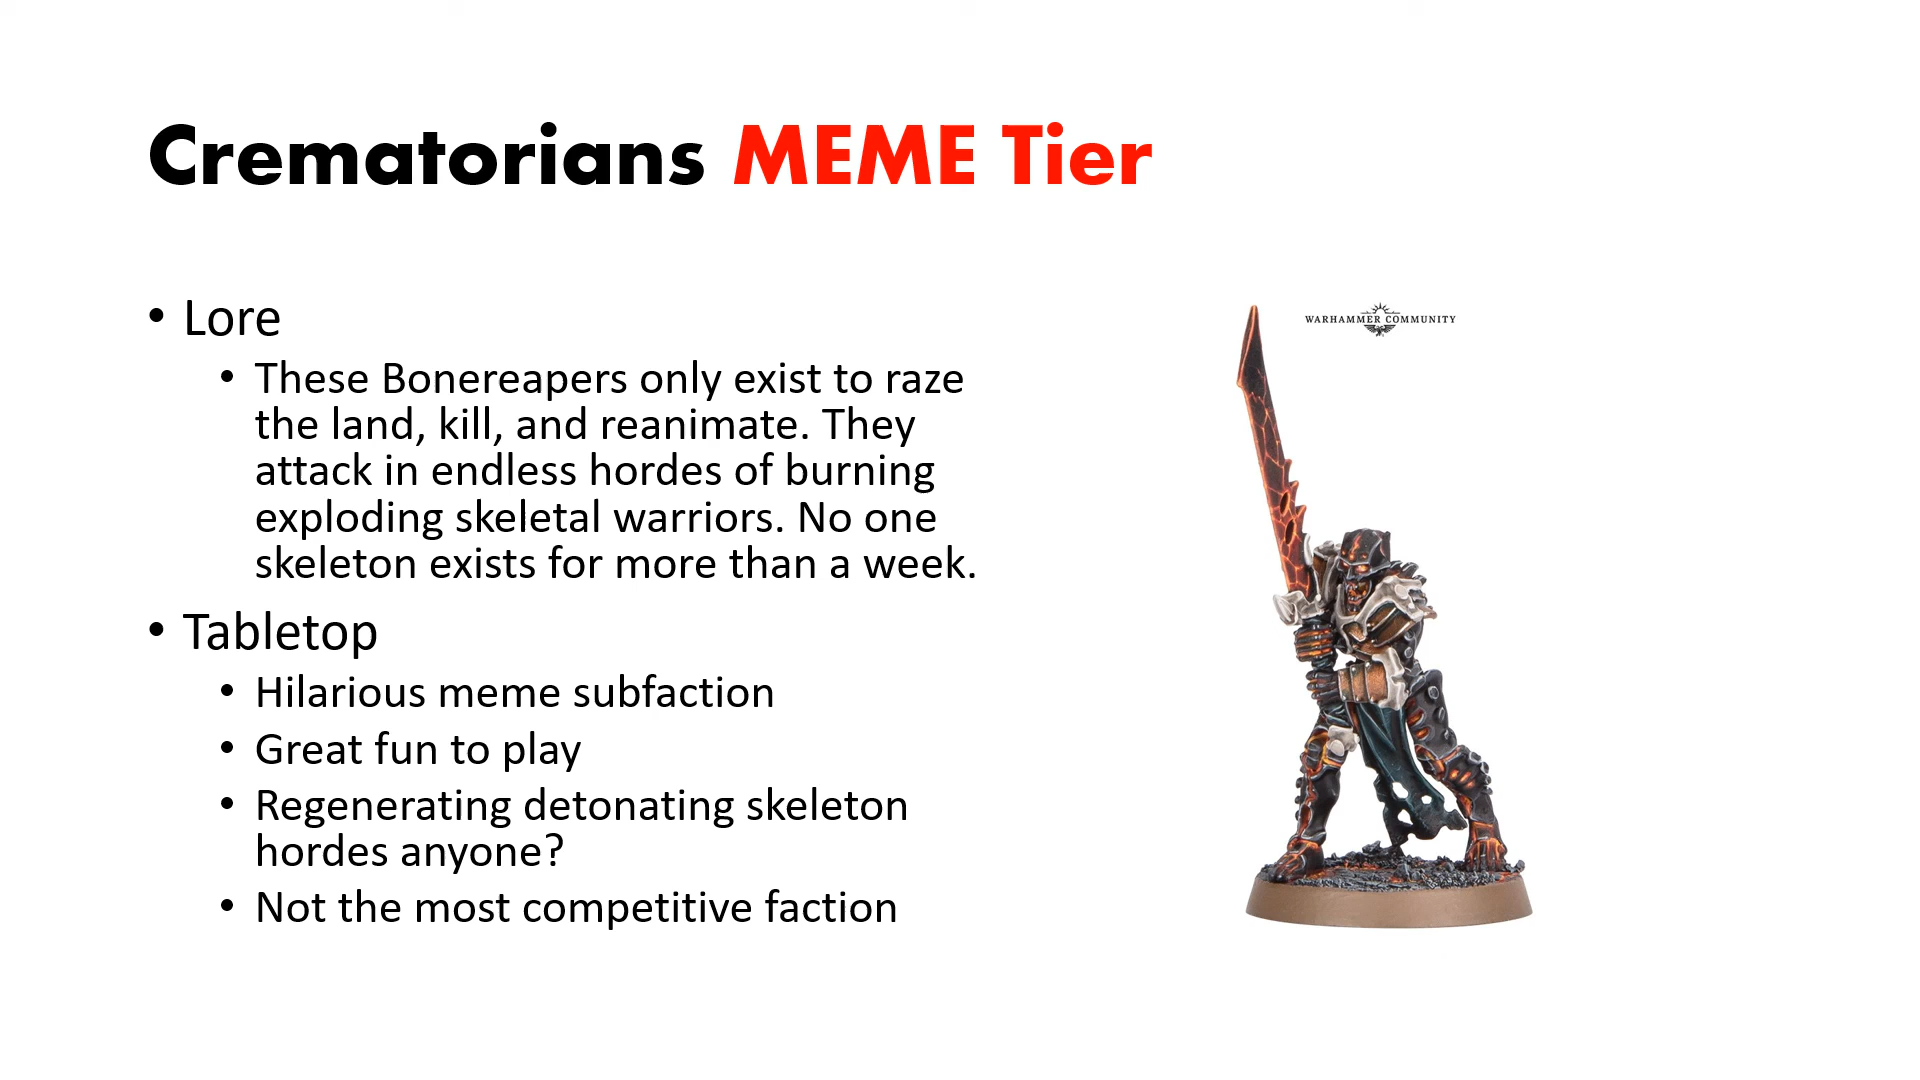 Crematorians MEME Tier
• Lore
• These Bonereapers only exist to raze
the land, kill, and reanimate. They
attack in endless hordes of burning
exploding skeletal warriors. No one
skeleton exists for more than a week.
• Tabletop
• Hilarious meme subfaction
• Great fun to play
• Regenerating detonating skeleton
hordes anyone?
• Not the most competitive faction
WARHAMMER COMMUNITY